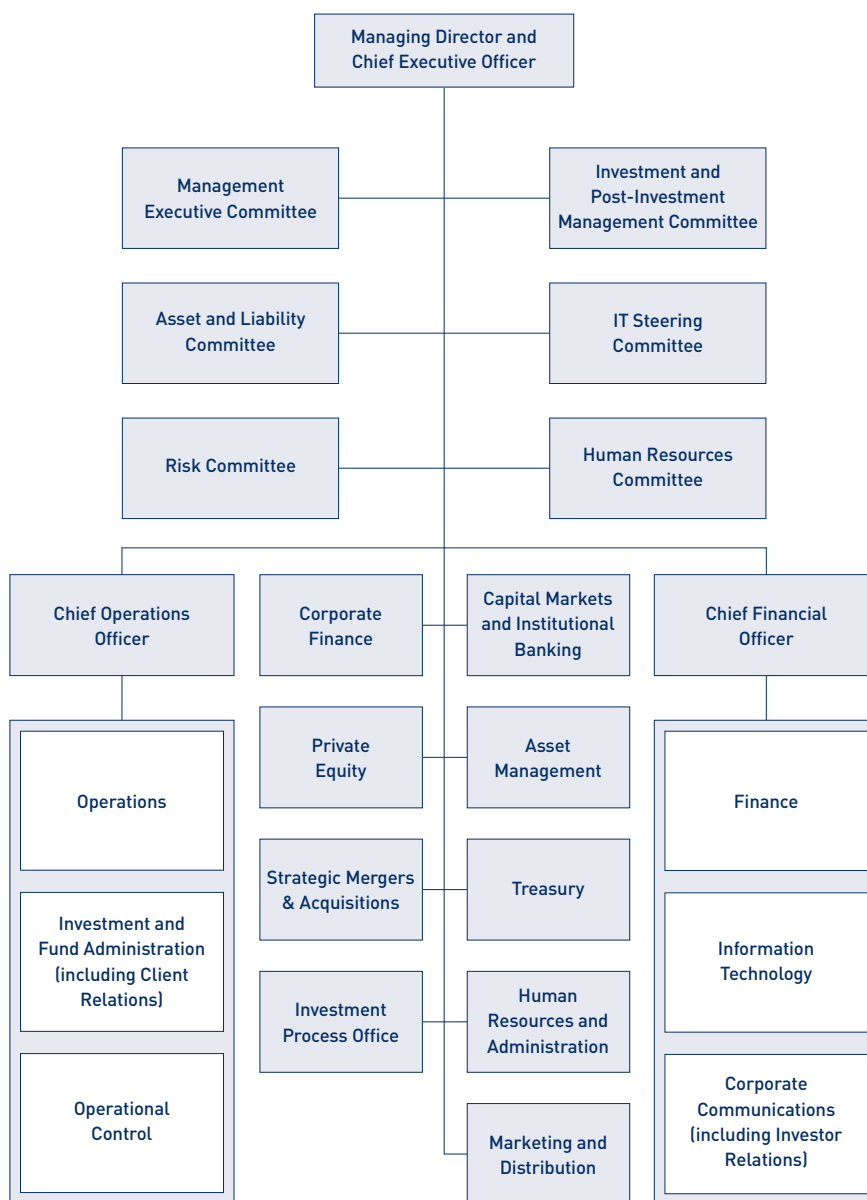 Managing Director and
Chief Executive Officer
Management
Executive Committee
Investment and
Post-Investment
Management Committee
Asset and Liability
Committee
IT Steering
Committee
Risk Committee
Human Resources
Committee
Chief Operations
Officer
Corporate
Finance
Capital Markets
and Institutional
Banking
Chief Financial
Officer
Operations
Private
Equity
Asset
Management
Finance
Strategic Mergers
& Acquisitions
Treasury
Investment and
Fund Administration
(including Client
Relations)
Information
Technology
Investment
Process Office
Human
Resources and
Administration
Operational
Control
Marketing and
Distribution
Corporate
Communications
(including Investor
Relations)